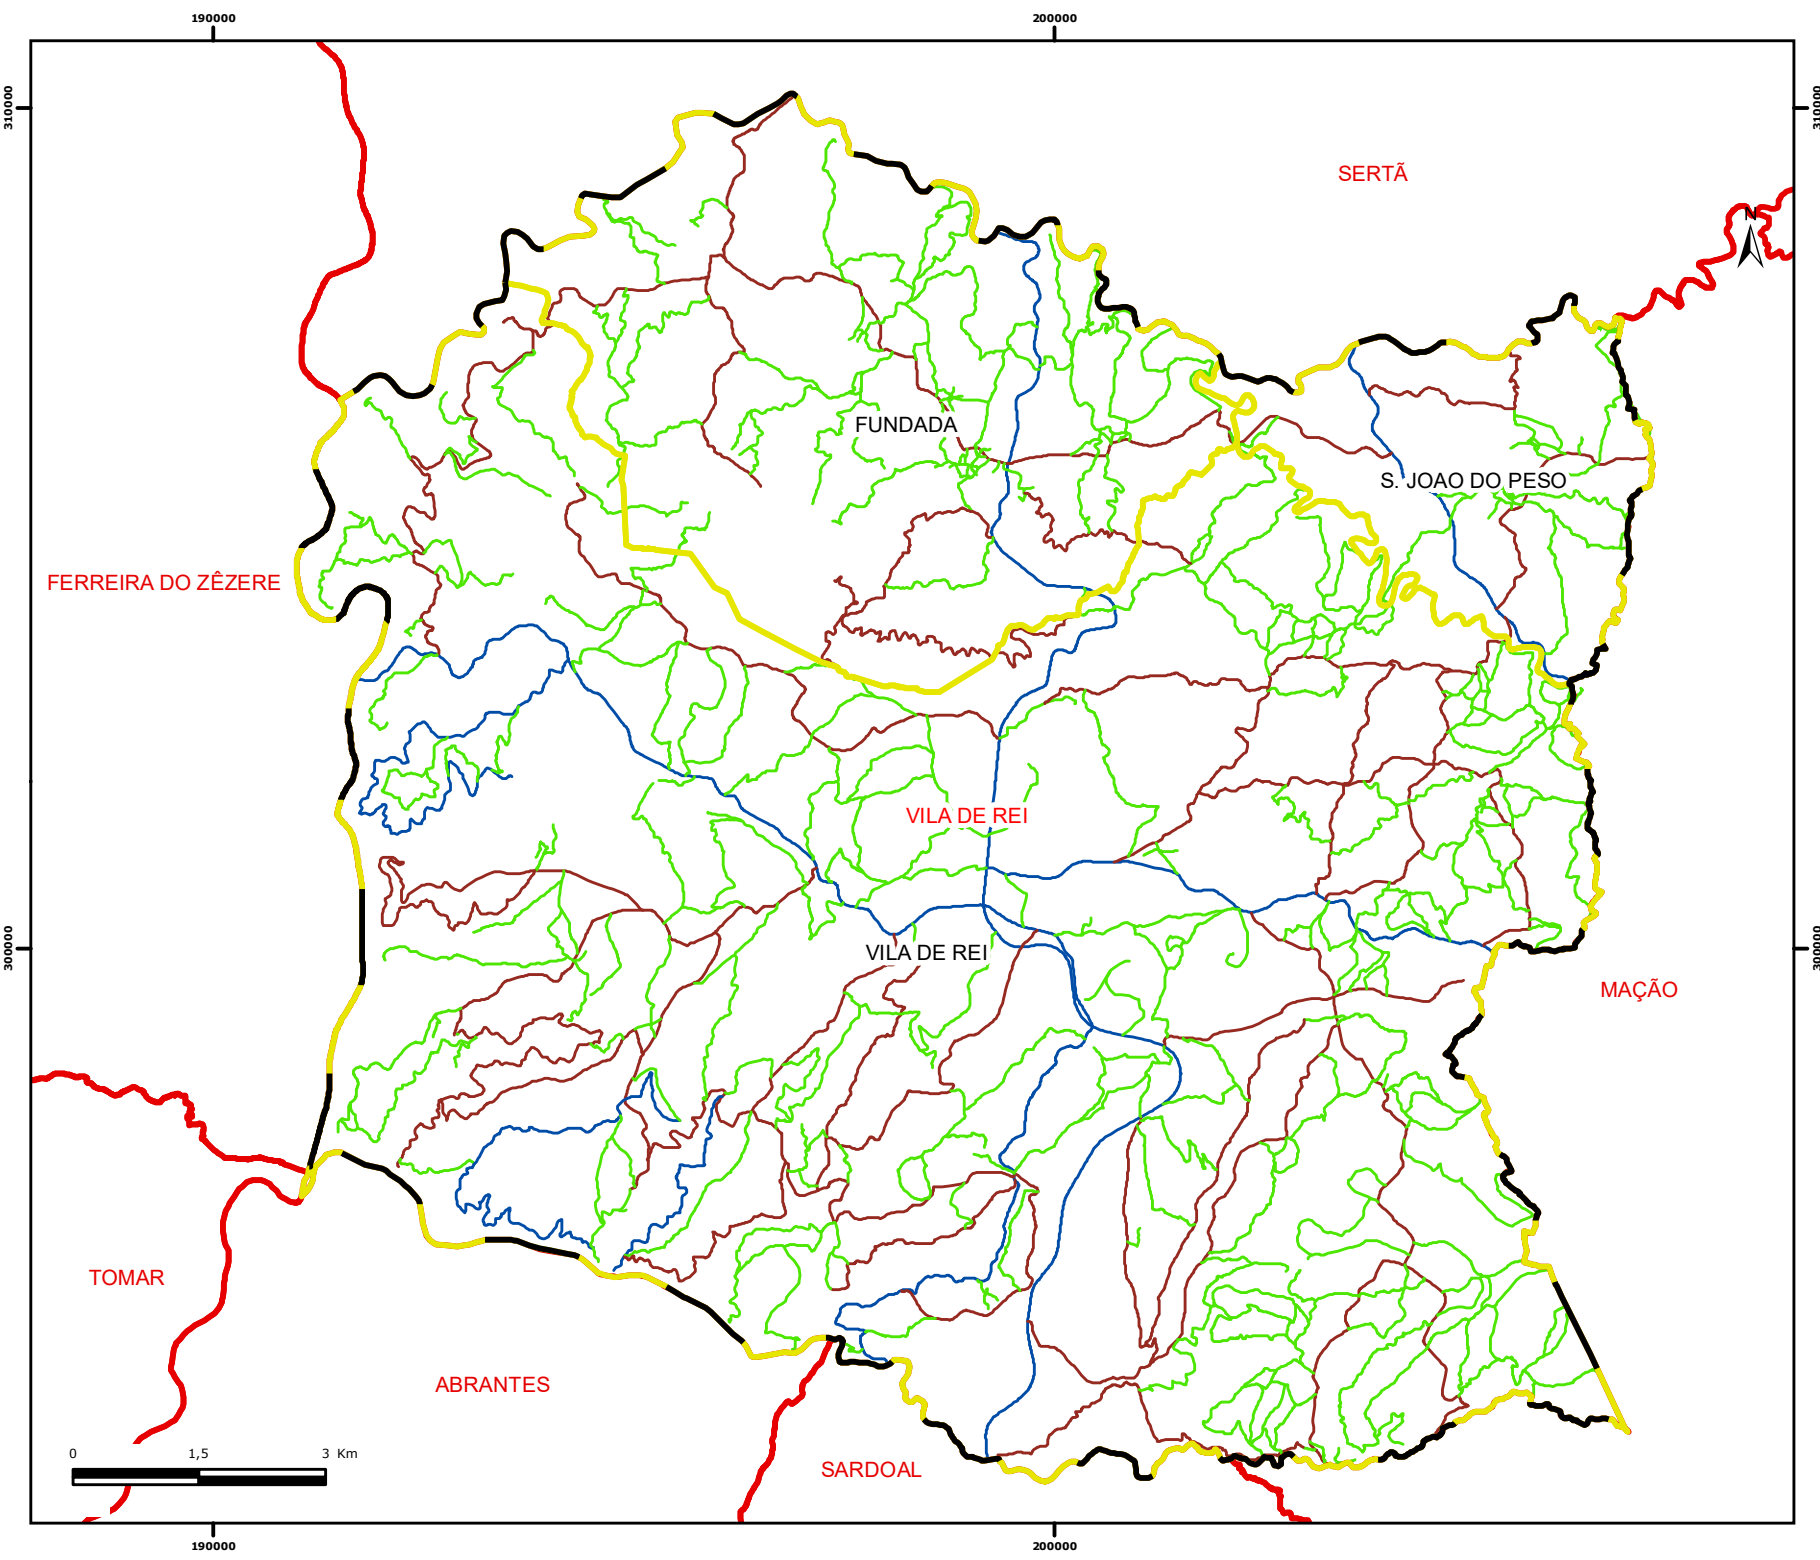 190000 200000
310000 310000
SERTÃ
N
FUNDADA
S. JOAO DO PESO
FERREIRA DO ZÊZERE
VILA DE REI
VILA DE REI
300000 300000
MAÇÃO
TOMAR
ABRANTES
0 1,5 3 Km
SARDOAL
190000 200000